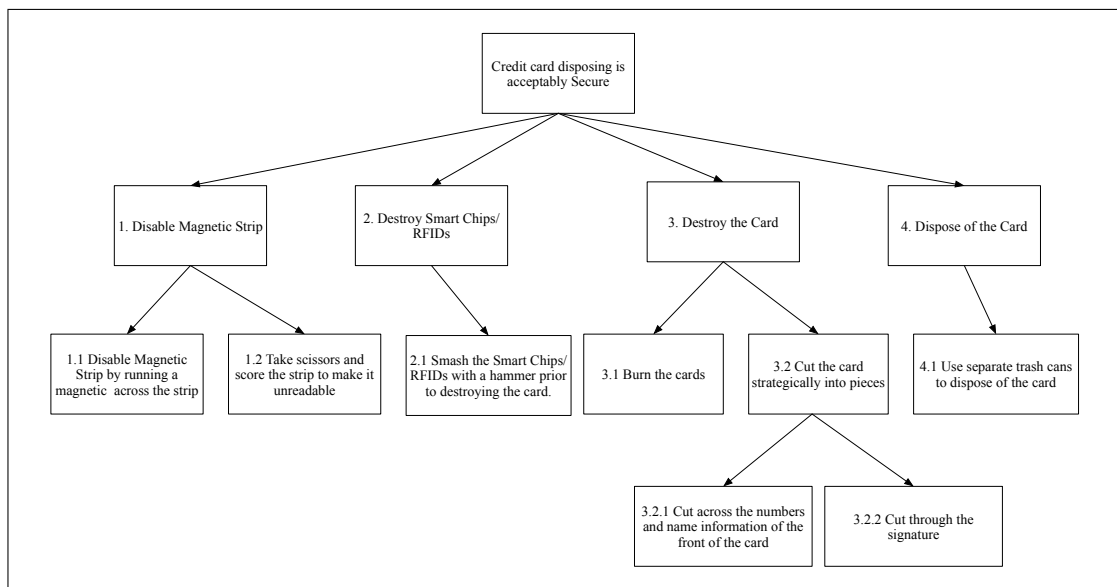 Credit card disposing is
acceptably Secure
1. Disable Magnetic Strip
2. Destroy Smart Chips/
RFIDs
3. Destroy the Card
4. Dispose of the Card
1.1 Disable Magnetic
Strip by running a
magnetic  across the strip
1.2 Take scissors and
score the strip to make it
unreadable
2.1 Smash the Smart Chips/
RFIDs with a hammer prior
to destroying the card.
3.1 Burn the cards
3.2 Cut the card
strategically into pieces
4.1 Use separate trash cans
to dispose of the card
3.2.1 Cut across the numbers
and name information of the
front of the card
3.2.2 Cut through the
signature